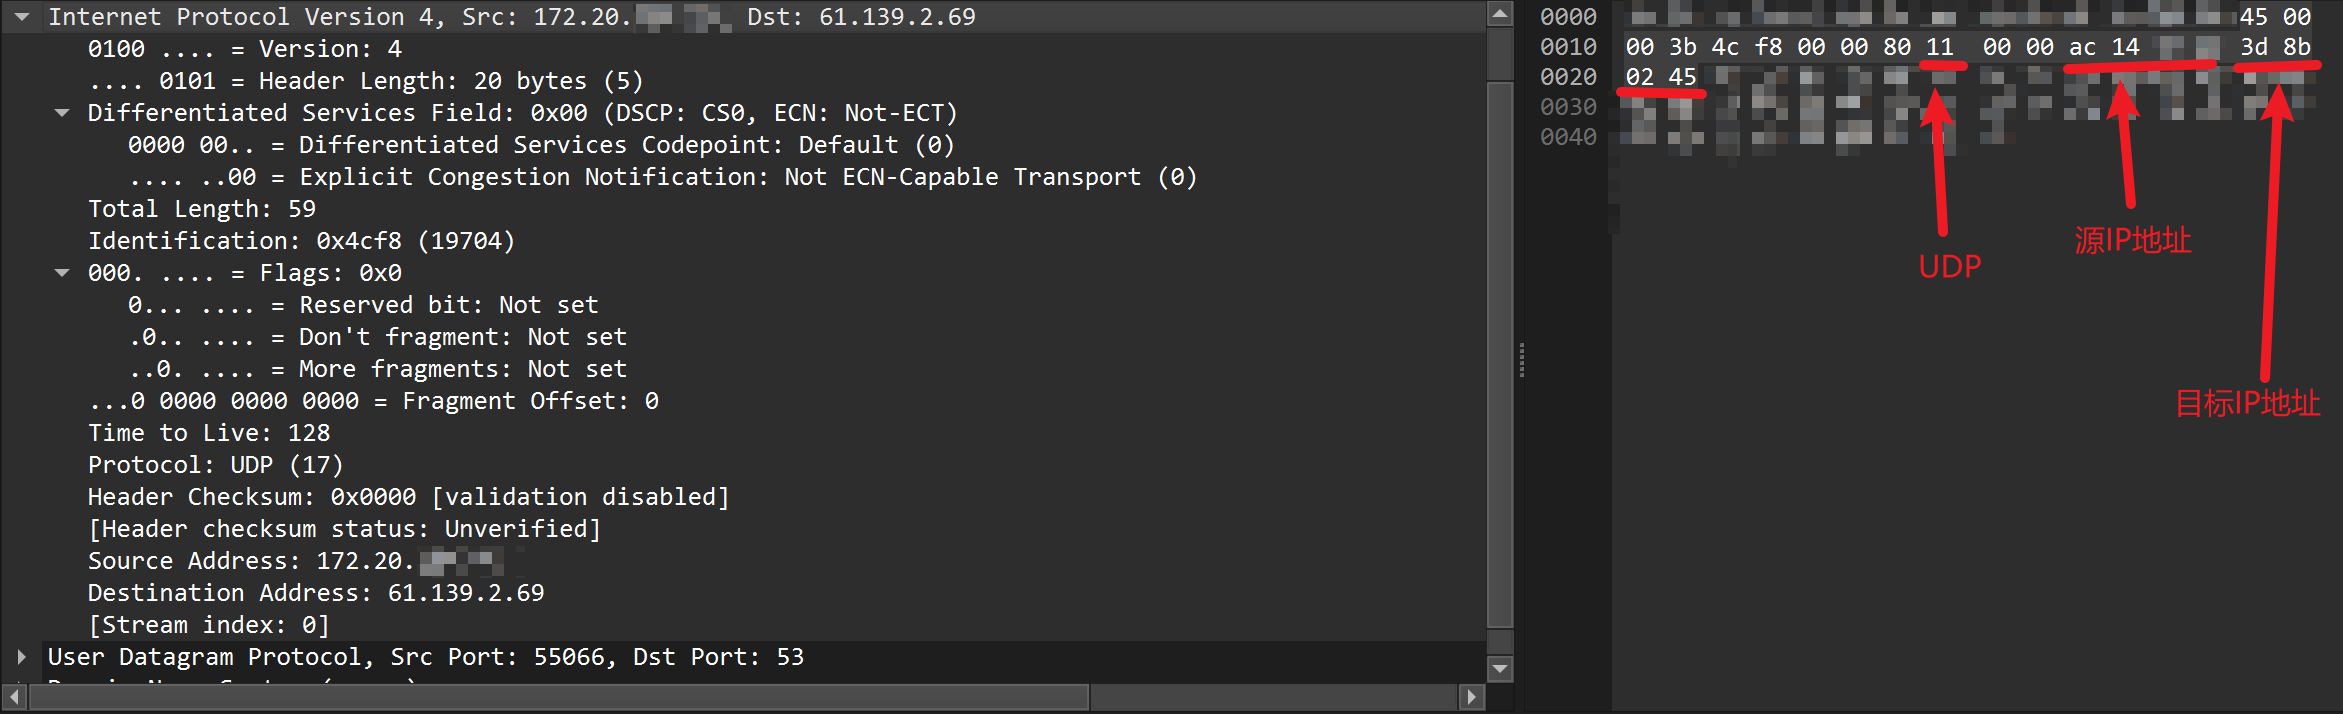 Internet Protocol Version 4, Src: 172.20. Dst: 61.139.2.69
0100 .... = Version: 4
.... 0101 = Header Length: 20 bytes (5)
Differentiated Services Field: 0x00 (DSCP: CS0, ECN: Not-ECT)
0000 00.. = Differentiated Services Codepoint: Default (0)
.... ..00 = Explicit Congestion Notification: Not ECN-Capable Transport (0)
Total Length: 59
Identification: 0x4cf8 (19704)
000. .... = Flags: 0x0
0... .... = Reserved bit: Not set
.0.. .... = Don't fragment: Not set
..0. .... = More fragments: Not set
...0 0000 0000 0000 = Fragment Offset: 0
Time to Live: 128
Protocol: UDP (17)
Header Checksum: 0x0000 [validation disabled]
[Header checksum status: Unverified]
Source Address: 172.20.
Destination Address: 61.139.2.69
[Stream index: 0]
User Datagram Protocol, Src Port: 55066, Dst Port: 53
0000 45 00
0010 00 3b 4c f8 00 00 80 11 00 00 ac 14 3d 8b
0020 02 45
0030
0040
UDP
源IP地址
目标IP地址